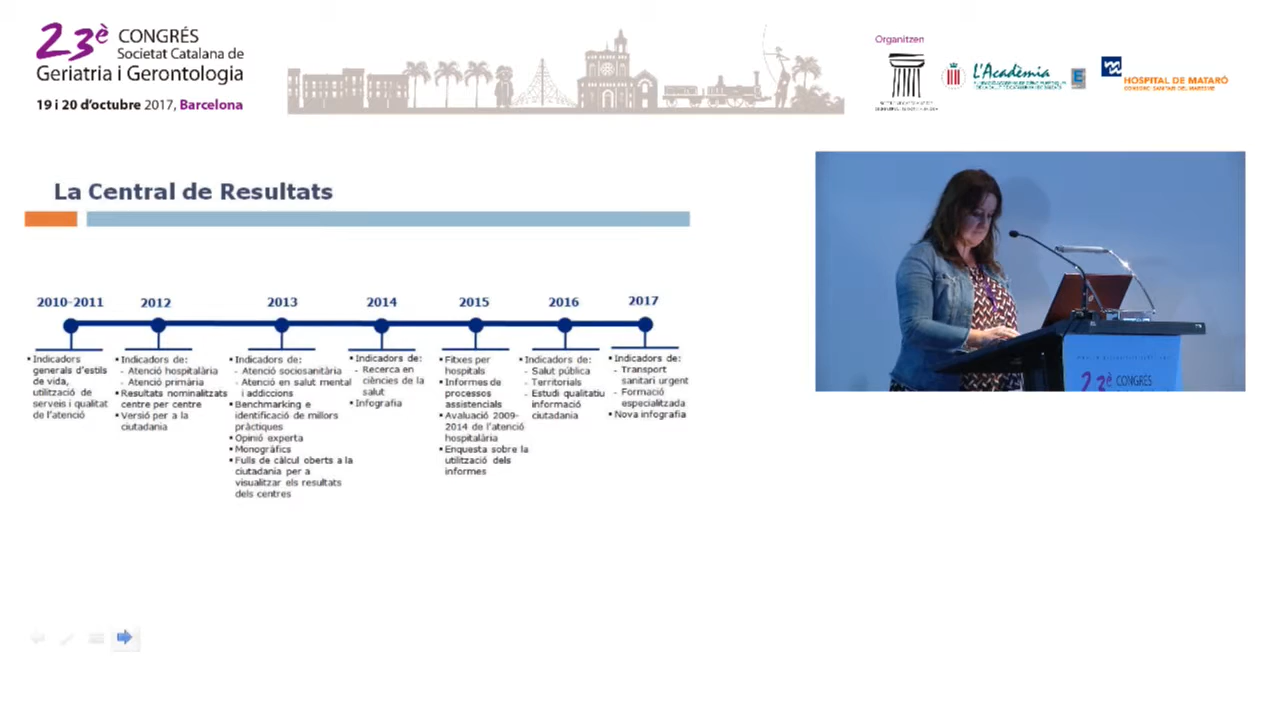 23è CONGRÉS
Societat Catalana de
Geriatria i Gerontologia
19 i 20 d'octubre 2017, Barcelona
Organitzen
L'Acadèmia
HOSPITAL DE MATARÓ
CONSORCI SANITARI DEL MARESME
La Central de Resultats
2010-2011
▪ Indicadors
generals d'estils
de vida,
utilització de
serveis i qualitat
de l'atenció
2012
▪ Indicadors de:
- Atenció hospitalària
- Atenció primària
▪ Resultats nominalitzats
centre per centre
▪ Versió per a la
ciutadania
2013
▪ Indicadors de:
- Atenció sociosanitària
- Atenció en salut mental
i addiccions
▪ Benchmarking e
identificació de millors
pràctiques
▪ Opinió experta
▪ Monogràfics
▪ Fulls de càlcul oberts a la
ciutadania per a
visualitzar els resultats
dels centres
2014
▪ Indicadors de:
- Recerca en
ciències de la
salut
▪ Infografia
2015
▪ Fitxes per
hospitals
▪ Informes de
processos
assistencials
▪ Avaluació 2009-
2014 de l'atenció
hospitalària
▪ Enquesta sobre la
utilització dels
informes
2016
▪ Indicadors de:
- Salut pública
- Territorials
- Estudi qualitatiu
informació
ciutadania
2017
▪ Indicadors de:
- Transport
sanitari urgent
- Formació
especialitzada
▪ Nova infografia
23è CONGRÉS